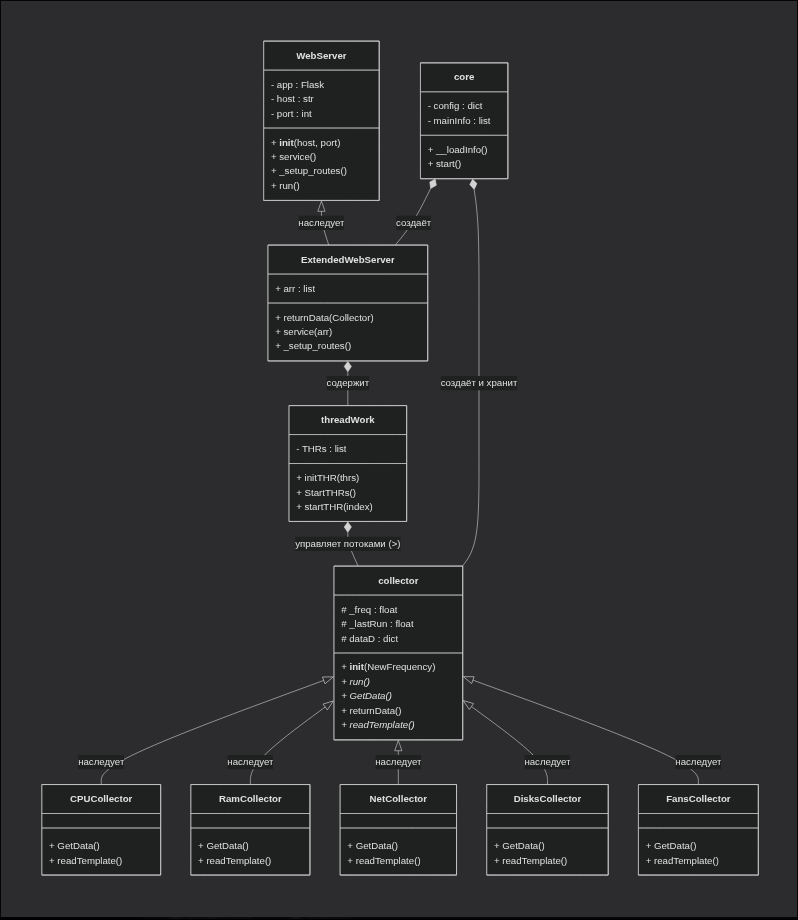 WebServer
- app : Flask
- host : str
- port : int
+ init(host, port)
+ service()
+ _setup_routes()
+ run()
core
- config : dict
- mainInfo : list
+ __loadInfo()
+ start()
наследует
создаёт
ExtendedWebServer
+ arr : list
+ returnData(Collector)
+ service(arr)
+ _setup_routes()
содержит
создаёт и хранит
threadWork
- THRs : list
+ initTHR(thrs)
+ StartTHRs()
+ startTHR(index)
управляет потоками (>)
collector
# _freq : float
# _lastRun : float
# dataD : dict
+ init(NewFrequency)
+ run()
+ GetData()
+ returnData()
+ readTemplate()
наследует
наследует
наследует
наследует
наследует
CPUCollector
+ GetData()
+ readTemplate()
RamCollector
+ GetData()
+ readTemplate()
NetCollector
+ GetData()
+ readTemplate()
DisksCollector
+ GetData()
+ readTemplate()
FansCollector
+ GetData()
+ readTemplate()